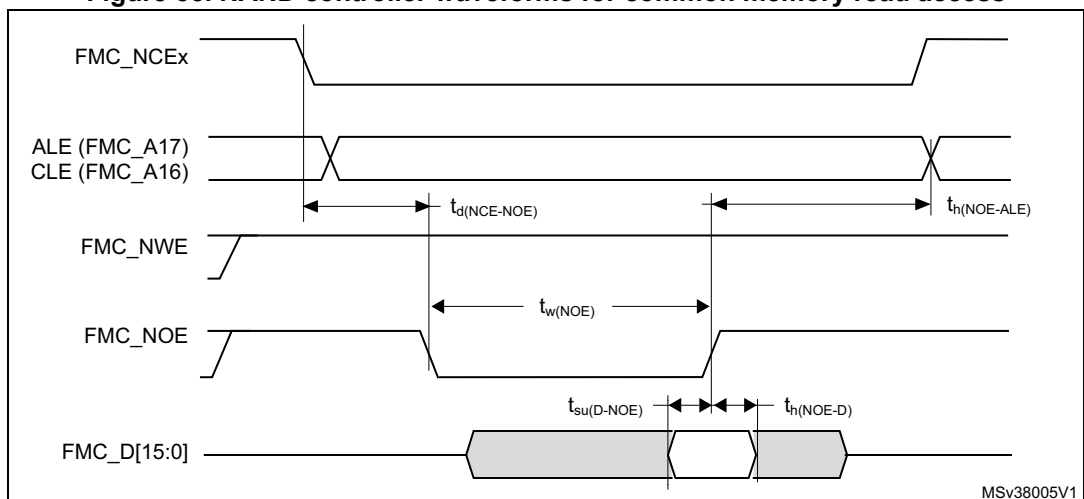 Figure 65. NAND controller waveforms for common memory read access
FMC_NCEx
ALE (FMC_A17)
CLE (FMC_A16)
td(NCE-NOE)
th(NOE-ALE)
FMC_NWE
tw(NOE)
FMC_NOE
tsu(D-NOE)
th(NOE-D)
FMC_D[15:0]
MSv38005V1